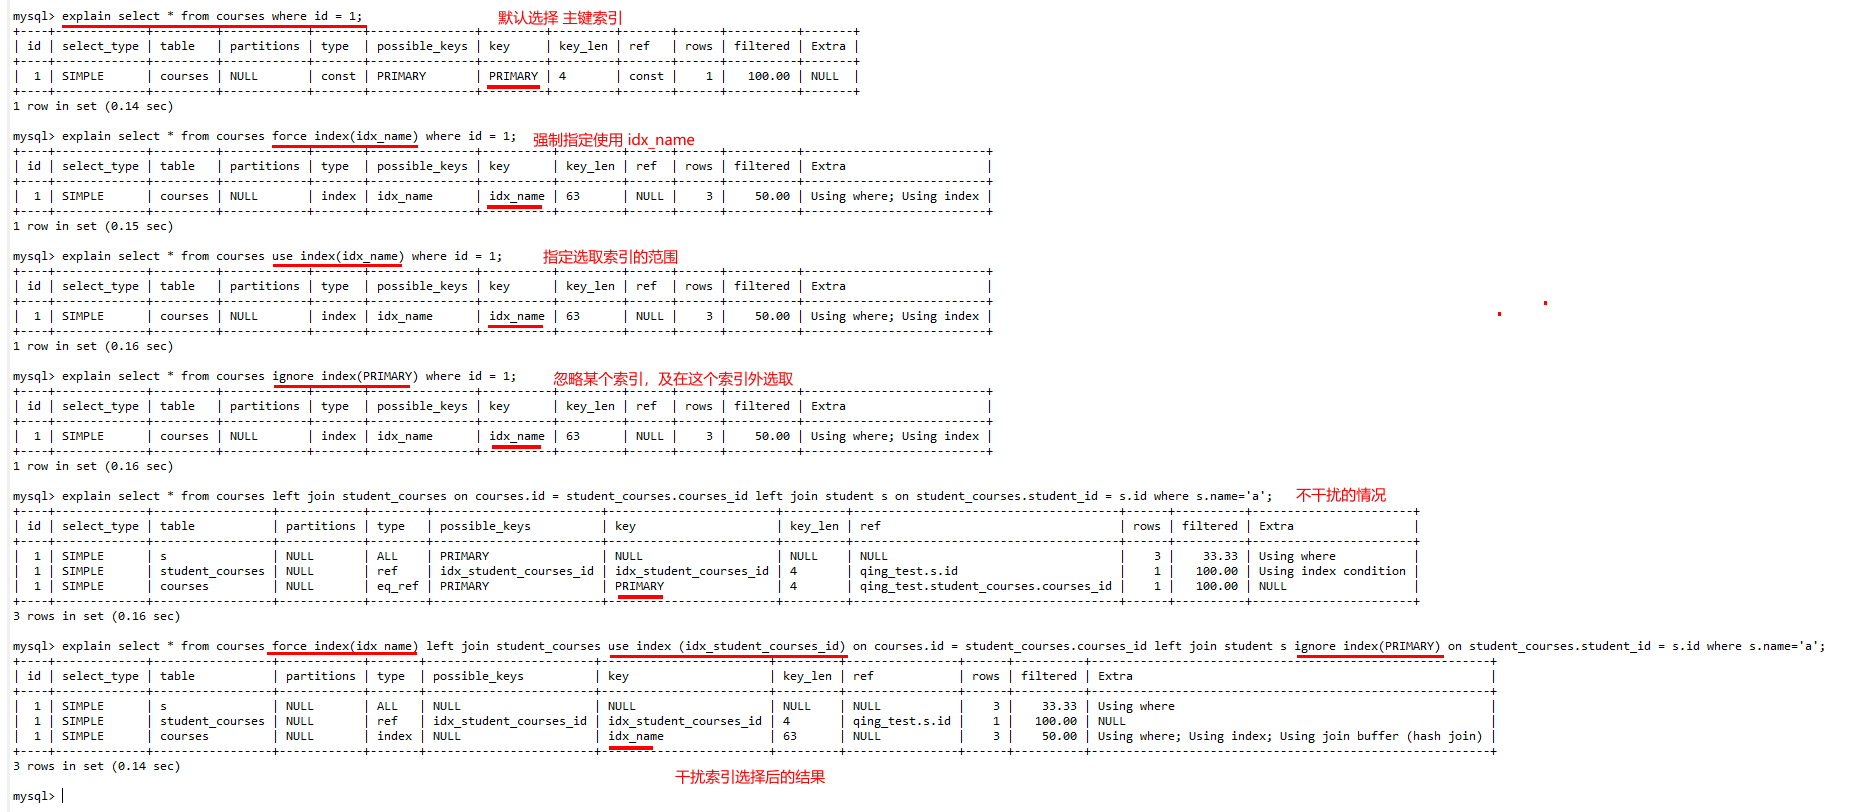 mysql> explain select * from courses where id = 1; 默认选择 主键索引
+----+-------------+---------+------------+-------+---------------+---------+---------+-------+------+----------+-------+
| id | select_type | table   | partitions | type  | possible_keys | key     | key_len | ref   | rows | filtered | Extra |
+----+-------------+---------+------------+-------+---------------+---------+---------+-------+------+----------+-------+
|  1 | SIMPLE      | courses | NULL       | const | PRIMARY       | PRIMARY | 4       | const |    1 |   100.00 | NULL  |
+----+-------------+---------+------------+-------+---------------+---------+---------+-------+------+----------+-------+
1 row in set (0.14 sec)
mysql> explain select * from courses force index(idx_name) where id = 1; 强制指定使用 idx_name
+----+-------------+---------+------------+-------+---------------+----------+---------+------+------+----------+--------------------------+
| id | select_type | table   | partitions | type  | possible_keys | key      | key_len | ref  | rows | filtered | Extra                    |
+----+-------------+---------+------------+-------+---------------+----------+---------+------+------+----------+--------------------------+
|  1 | SIMPLE      | courses | NULL       | index | idx_name      | idx_name | 63      | NULL |    3 |    50.00 | Using where; Using index |
+----+-------------+---------+------------+-------+---------------+----------+---------+------+------+----------+--------------------------+
1 row in set (0.15 sec)
mysql> explain select * from courses use index(idx_name) where id = 1; 指定选取索引的范围
+----+-------------+---------+------------+-------+---------------+----------+---------+------+------+----------+--------------------------+
| id | select_type | table   | partitions | type  | possible_keys | key      | key_len | ref  | rows | filtered | Extra                    |
+----+-------------+---------+------------+-------+---------------+----------+---------+------+------+----------+--------------------------+
|  1 | SIMPLE      | courses | NULL       | index | idx_name      | idx_name | 63      | NULL |    3 |    50.00 | Using where; Using index |
+----+-------------+---------+------------+-------+---------------+----------+---------+------+------+----------+--------------------------+
1 row in set (0.16 sec)
mysql> explain select * from courses ignore index(PRIMARY) where id = 1; 忽略某个索引，及在这个索引外选取
+----+-------------+---------+------------+-------+---------------+----------+---------+------+------+----------+--------------------------+
| id | select_type | table   | partitions | type  | possible_keys | key      | key_len | ref  | rows | filtered | Extra                    |
+----+-------------+---------+------------+-------+---------------+----------+---------+------+------+----------+--------------------------+
|  1 | SIMPLE      | courses | NULL       | index | idx_name      | idx_name | 63      | NULL |    3 |    50.00 | Using where; Using index |
+----+-------------+---------+------------+-------+---------------+----------+---------+------+------+----------+--------------------------+
1 row in set (0.16 sec)
mysql> explain select * from courses left join student_courses on courses.id = student_courses.courses_id left join student s on student_courses.student_id = s.id where s.name='a'; 不干扰的情况
+----+-------------+-----------------+------------+--------+------------------------+------------------------+---------+--------------------------------------+------+----------+-----------------------+
| id | select_type | table           | partitions | type   | possible_keys          | key                    | key_len | ref                                  | rows | filtered | Extra                 |
+----+-------------+-----------------+------------+--------+------------------------+------------------------+---------+--------------------------------------+------+----------+-----------------------+
|  1 | SIMPLE      | s               | NULL       | ALL    | PRIMARY                | NULL                   | NULL    | NULL                                 |    3 |    33.33 | Using where           |
|  1 | SIMPLE      | student_courses | NULL       | ref    | idx_student_courses_id | idx_student_courses_id | 4       | qing_test.s.id                       |    1 |   100.00 | Using index condition |
|  1 | SIMPLE      | courses         | NULL       | eq_ref | PRIMARY                | PRIMARY                | 4       | qing_test.student_courses.courses_id |    1 |   100.00 | NULL                  |
+----+-------------+-----------------+------------+--------+------------------------+------------------------+---------+--------------------------------------+------+----------+-----------------------+
3 rows in set (0.16 sec)
mysql> explain select * from courses force index(idx_name) left join student_courses use index (idx_student_courses_id) on courses.id = student_courses.courses_id left join student s ignore index(PRIMARY) on student_courses.student_id = s.id where s.name='a';
+----+-------------+-----------------+------------+-------+------------------------+------------------------+---------+----------------+------+----------+---------------------------------------------------------+
| id | select_type | table           | partitions | type  | possible_keys          | key                    | key_len | ref            | rows | filtered | Extra                                                   |
+----+-------------+-----------------+------------+-------+------------------------+------------------------+---------+----------------+------+----------+---------------------------------------------------------+
|  1 | SIMPLE      | s               | NULL       | ALL   | NULL                   | NULL                   | NULL    | NULL           |    3 |    33.33 | Using where                                             |
|  1 | SIMPLE      | student_courses | NULL       | ref   | idx_student_courses_id | idx_student_courses_id | 4       | qing_test.s.id |    1 |   100.00 | NULL                                                    |
|  1 | SIMPLE      | courses         | NULL       | index | NULL                   | idx_name               | 63      | NULL           |    3 |    50.00 | Using where; Using index; Using join buffer (hash join) |
+----+-------------+-----------------+------------+-------+------------------------+------------------------+---------+----------------+------+----------+---------------------------------------------------------+
3 rows in set (0.14 sec)
干扰索引选择后的结果
mysql>